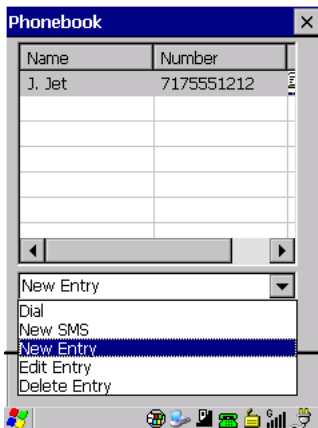 Phonebook
Name Number
J. Jet 7175551212
New Entry
Dial
New SMS
New Entry
Edit Entry
Delete Entry
G